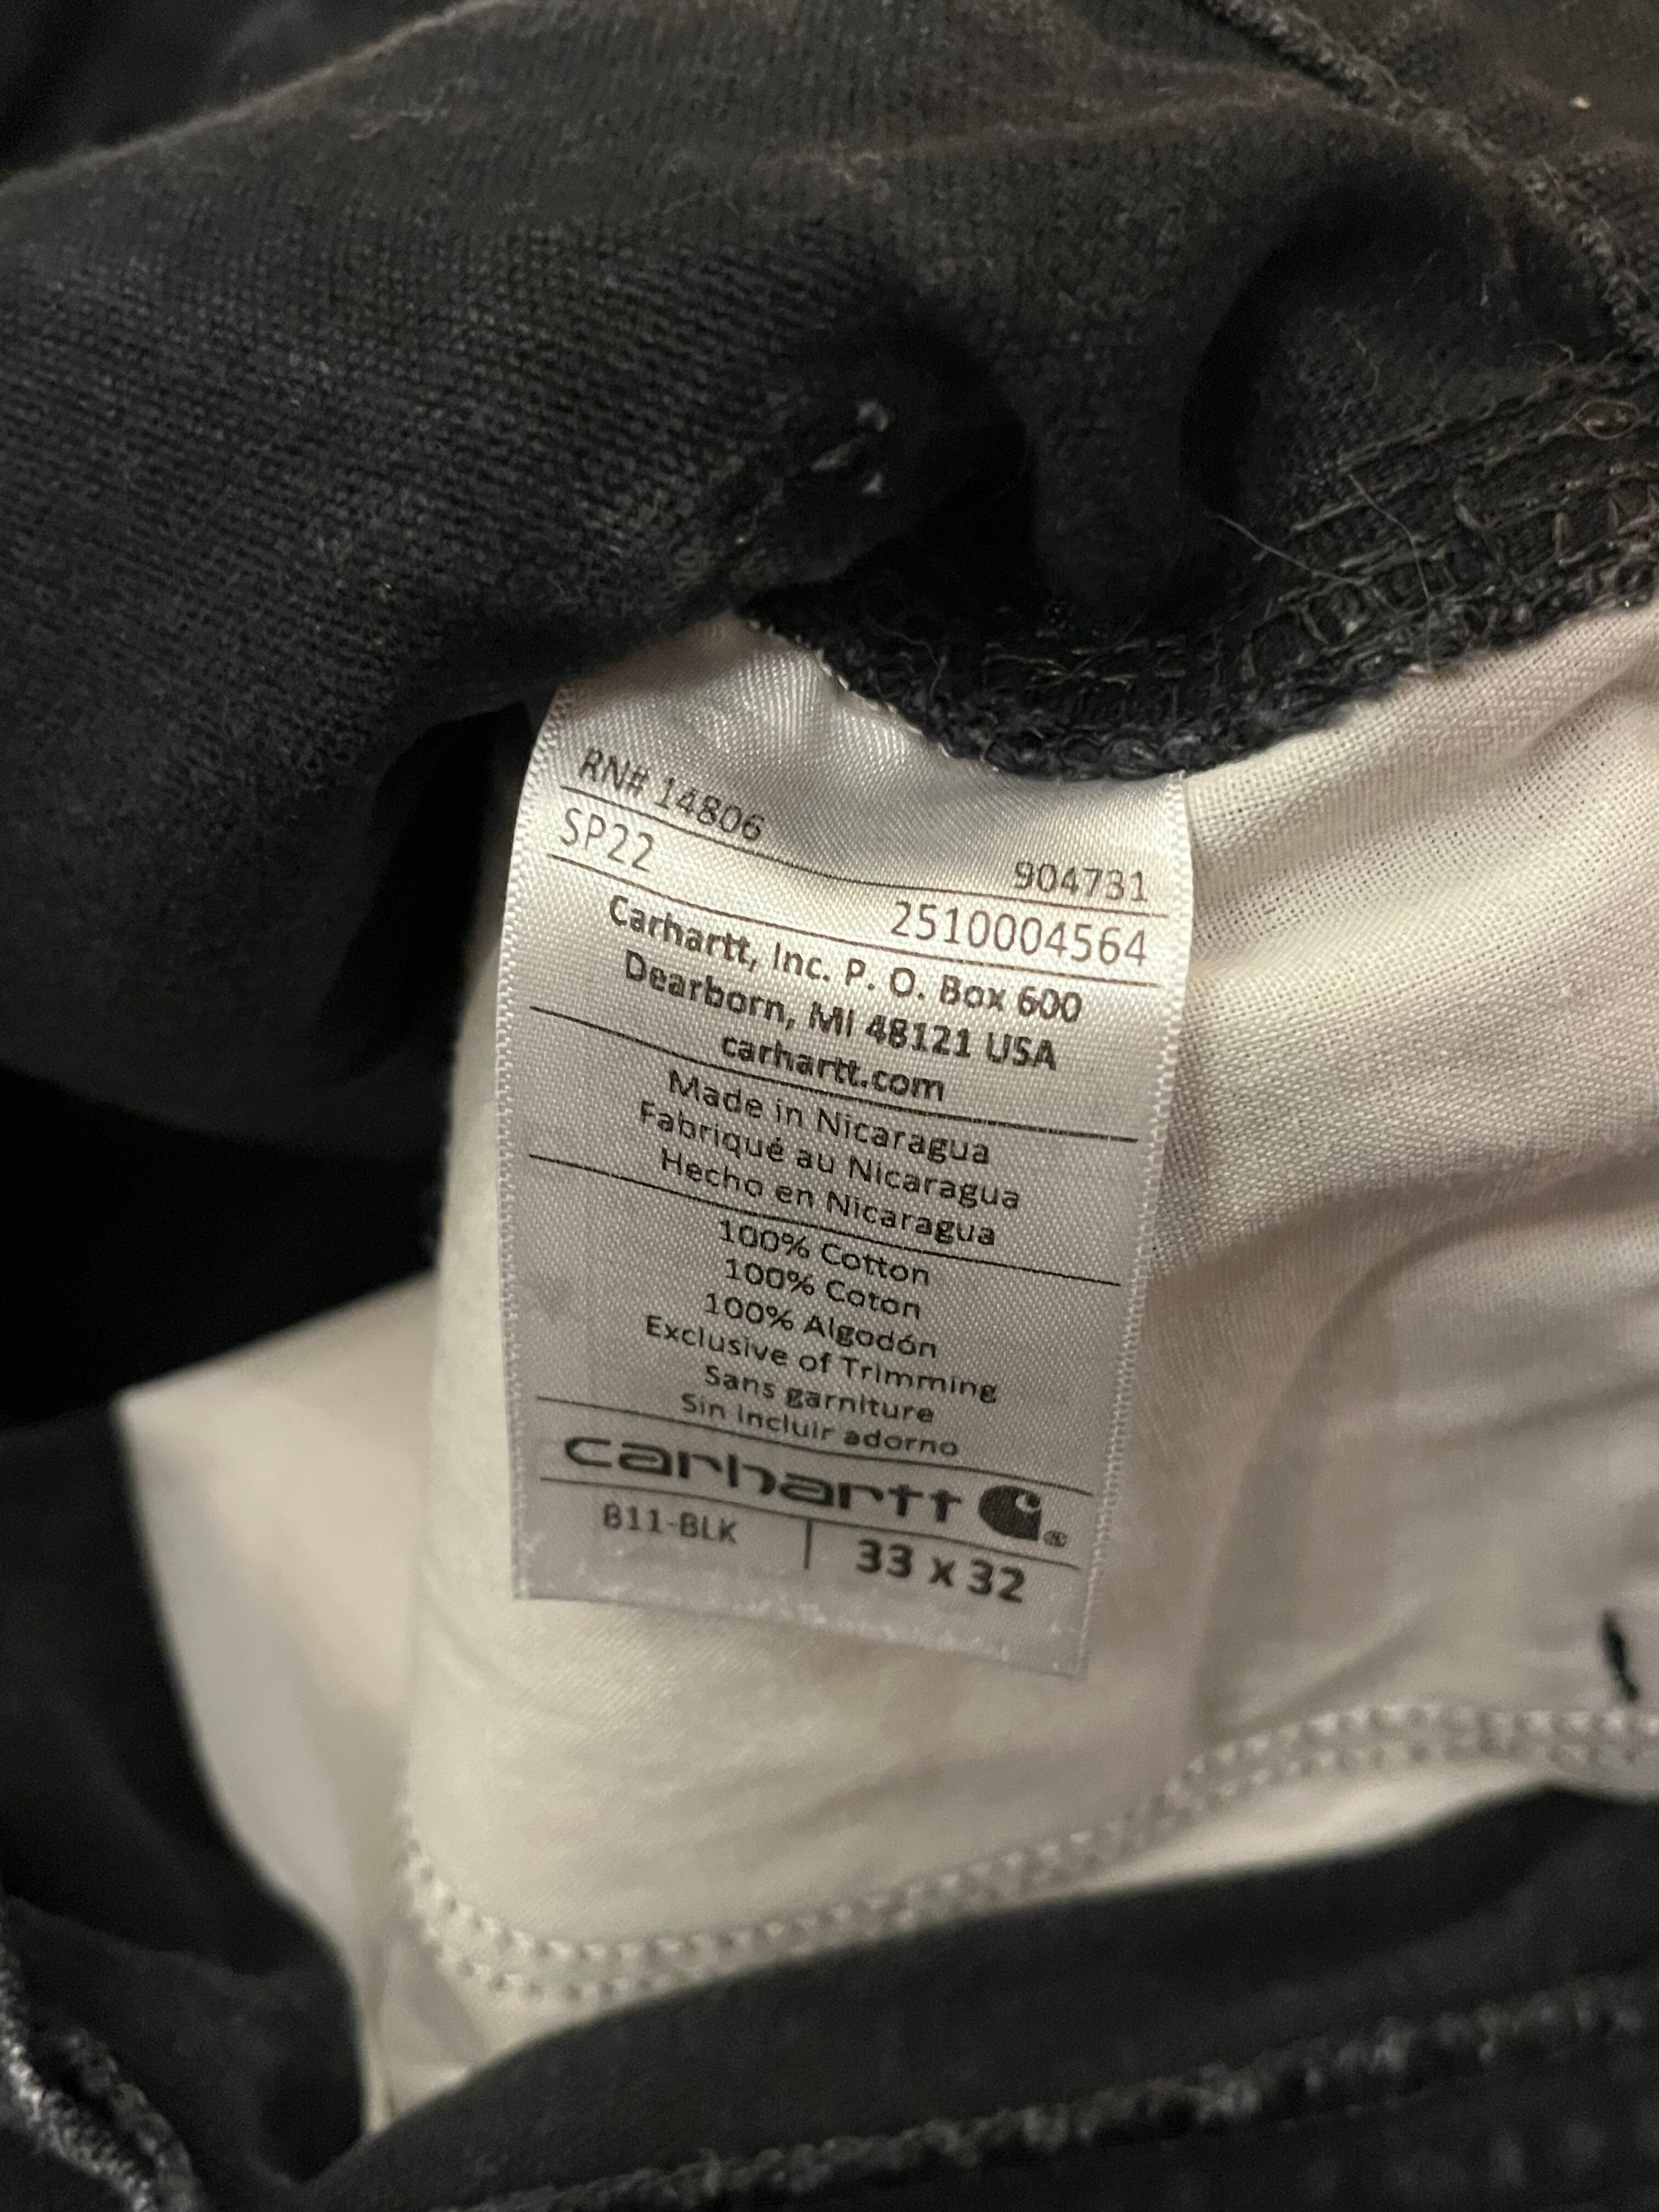 RN# 14806 904731
SP22 2510004564
Carhartt, Inc. P. O. Box 600
Dearborn, MI 48121 USA
carhartt.com
Made in Nicaragua
Fabriqué au Nicaragua
Hecho en Nicaragua
100% Cotton
100% Coton
100% Algodón
Exclusive of Trimming
Sans garniture
Sin incluir adorno
carhartt ®
B11-BLK 33 x 32